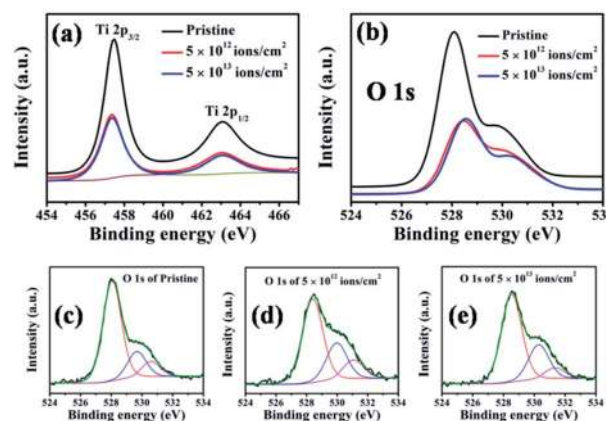 (a)
Ti 2p3/2
Ti 2p1/2
Pristine
5 × 10¹² ions/cm²
5 × 10¹³ ions/cm²
Intensity (a.u.)
454 456 458 460 462 464 466
Binding energy (eV)
(b)
O 1s
Pristine
5 × 10¹² ions/cm²
5 × 10¹³ ions/cm²
Intensity (a.u.)
524 526 528 530 532 534
Binding energy (eV)
(c)
O 1s of Pristine
Intensity (a.u.)
524 526 528 530 532 534
Binding energy (eV)
(d)
O 1s of 5 × 10¹² ions/cm²
Intensity (a.u.)
524 526 528 530 532 534
Binding energy (eV)
(e)
O 1s of 5 × 10¹³ ions/cm²
Intensity (a.u.)
524 526 528 530 532 534
Binding energy (eV)